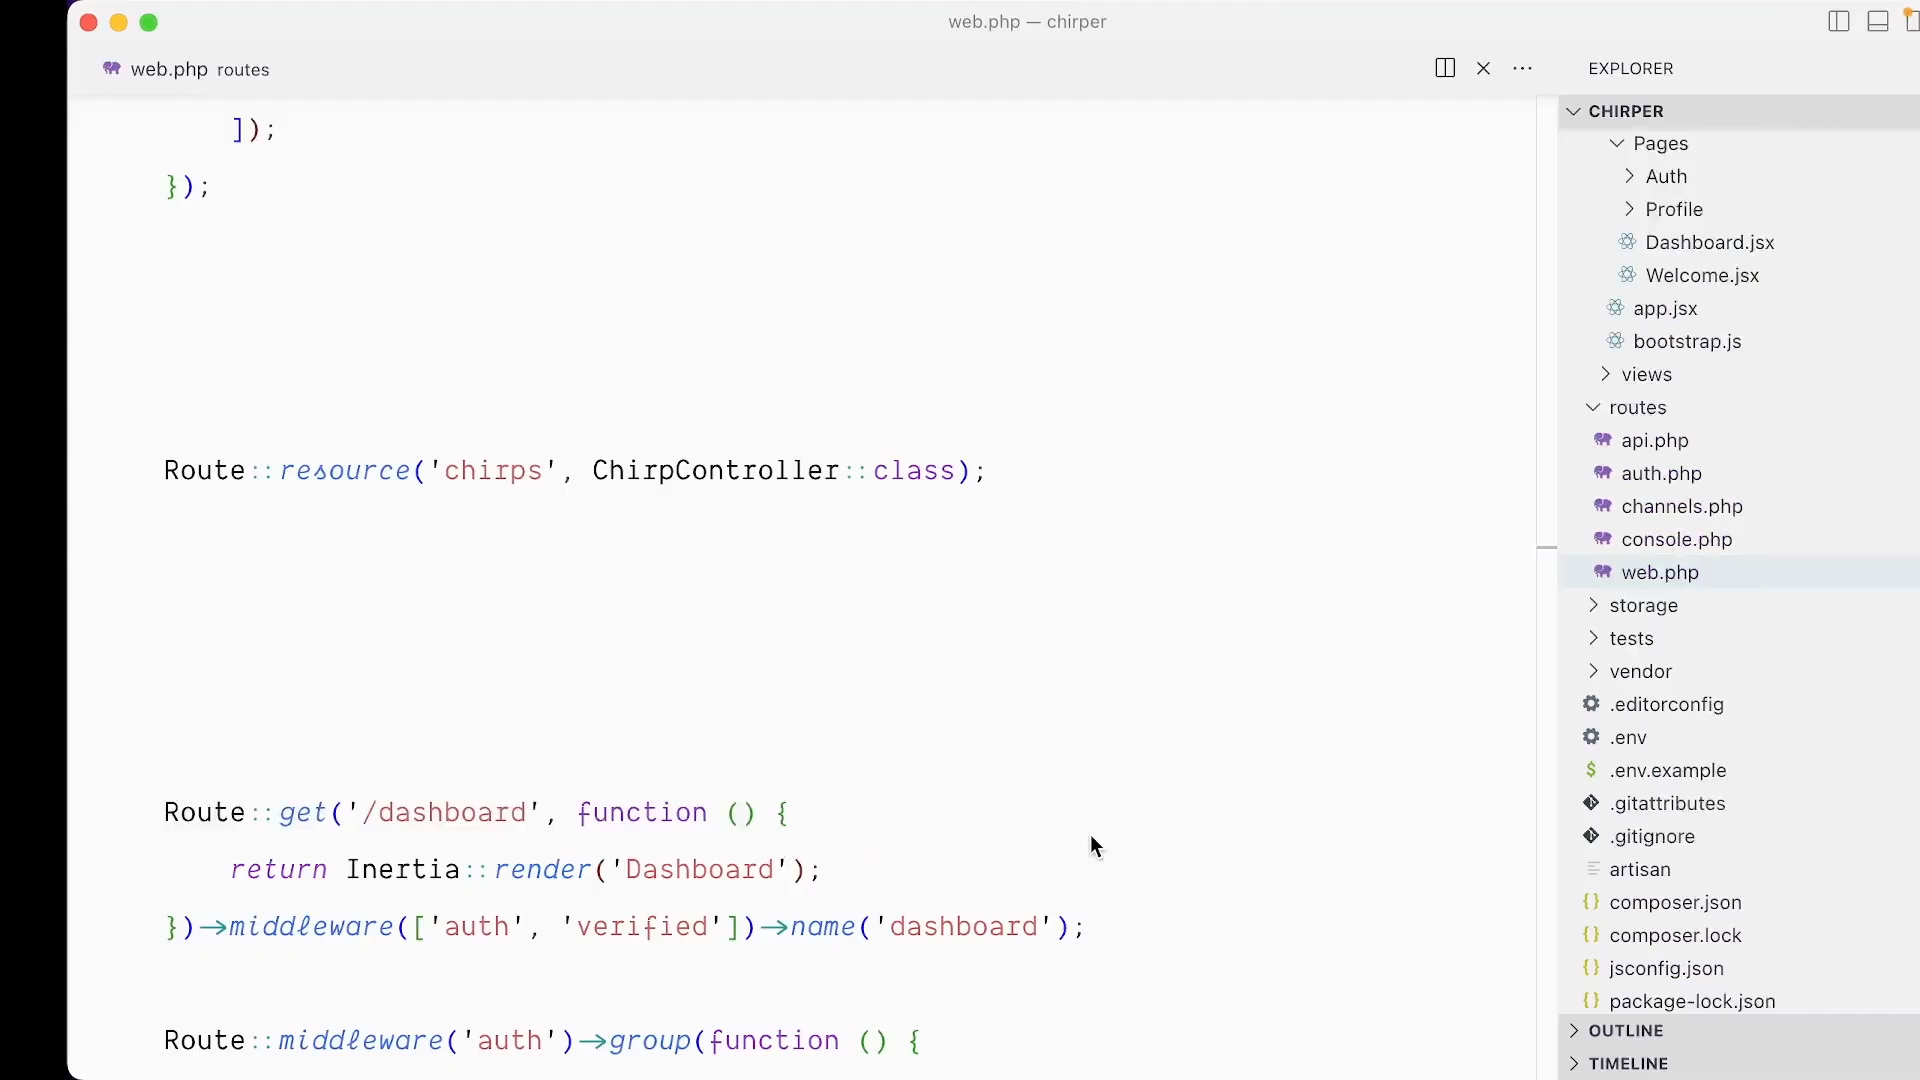 web.php — chirper
web.php routes
]);
});
Route::resource('chirps', ChirpController::class);
Route::get('/dashboard', function () {
return Inertia::render('Dashboard');
})->middleware(['auth', 'verified'])->name('dashboard');
Route::middleware('auth')->group(function () {
EXPLORER
CHIRPER
Pages
Auth
Profile
Dashboard.jsx
Welcome.jsx
app.jsx
bootstrap.js
views
routes
api.php
auth.php
channels.php
console.php
web.php
storage
tests
vendor
.editorconfig
.env
.env.example
.gitattributes
.gitignore
artisan
composer.json
composer.lock
jsconfig.json
package-lock.json
OUTLINE
TIMELINE